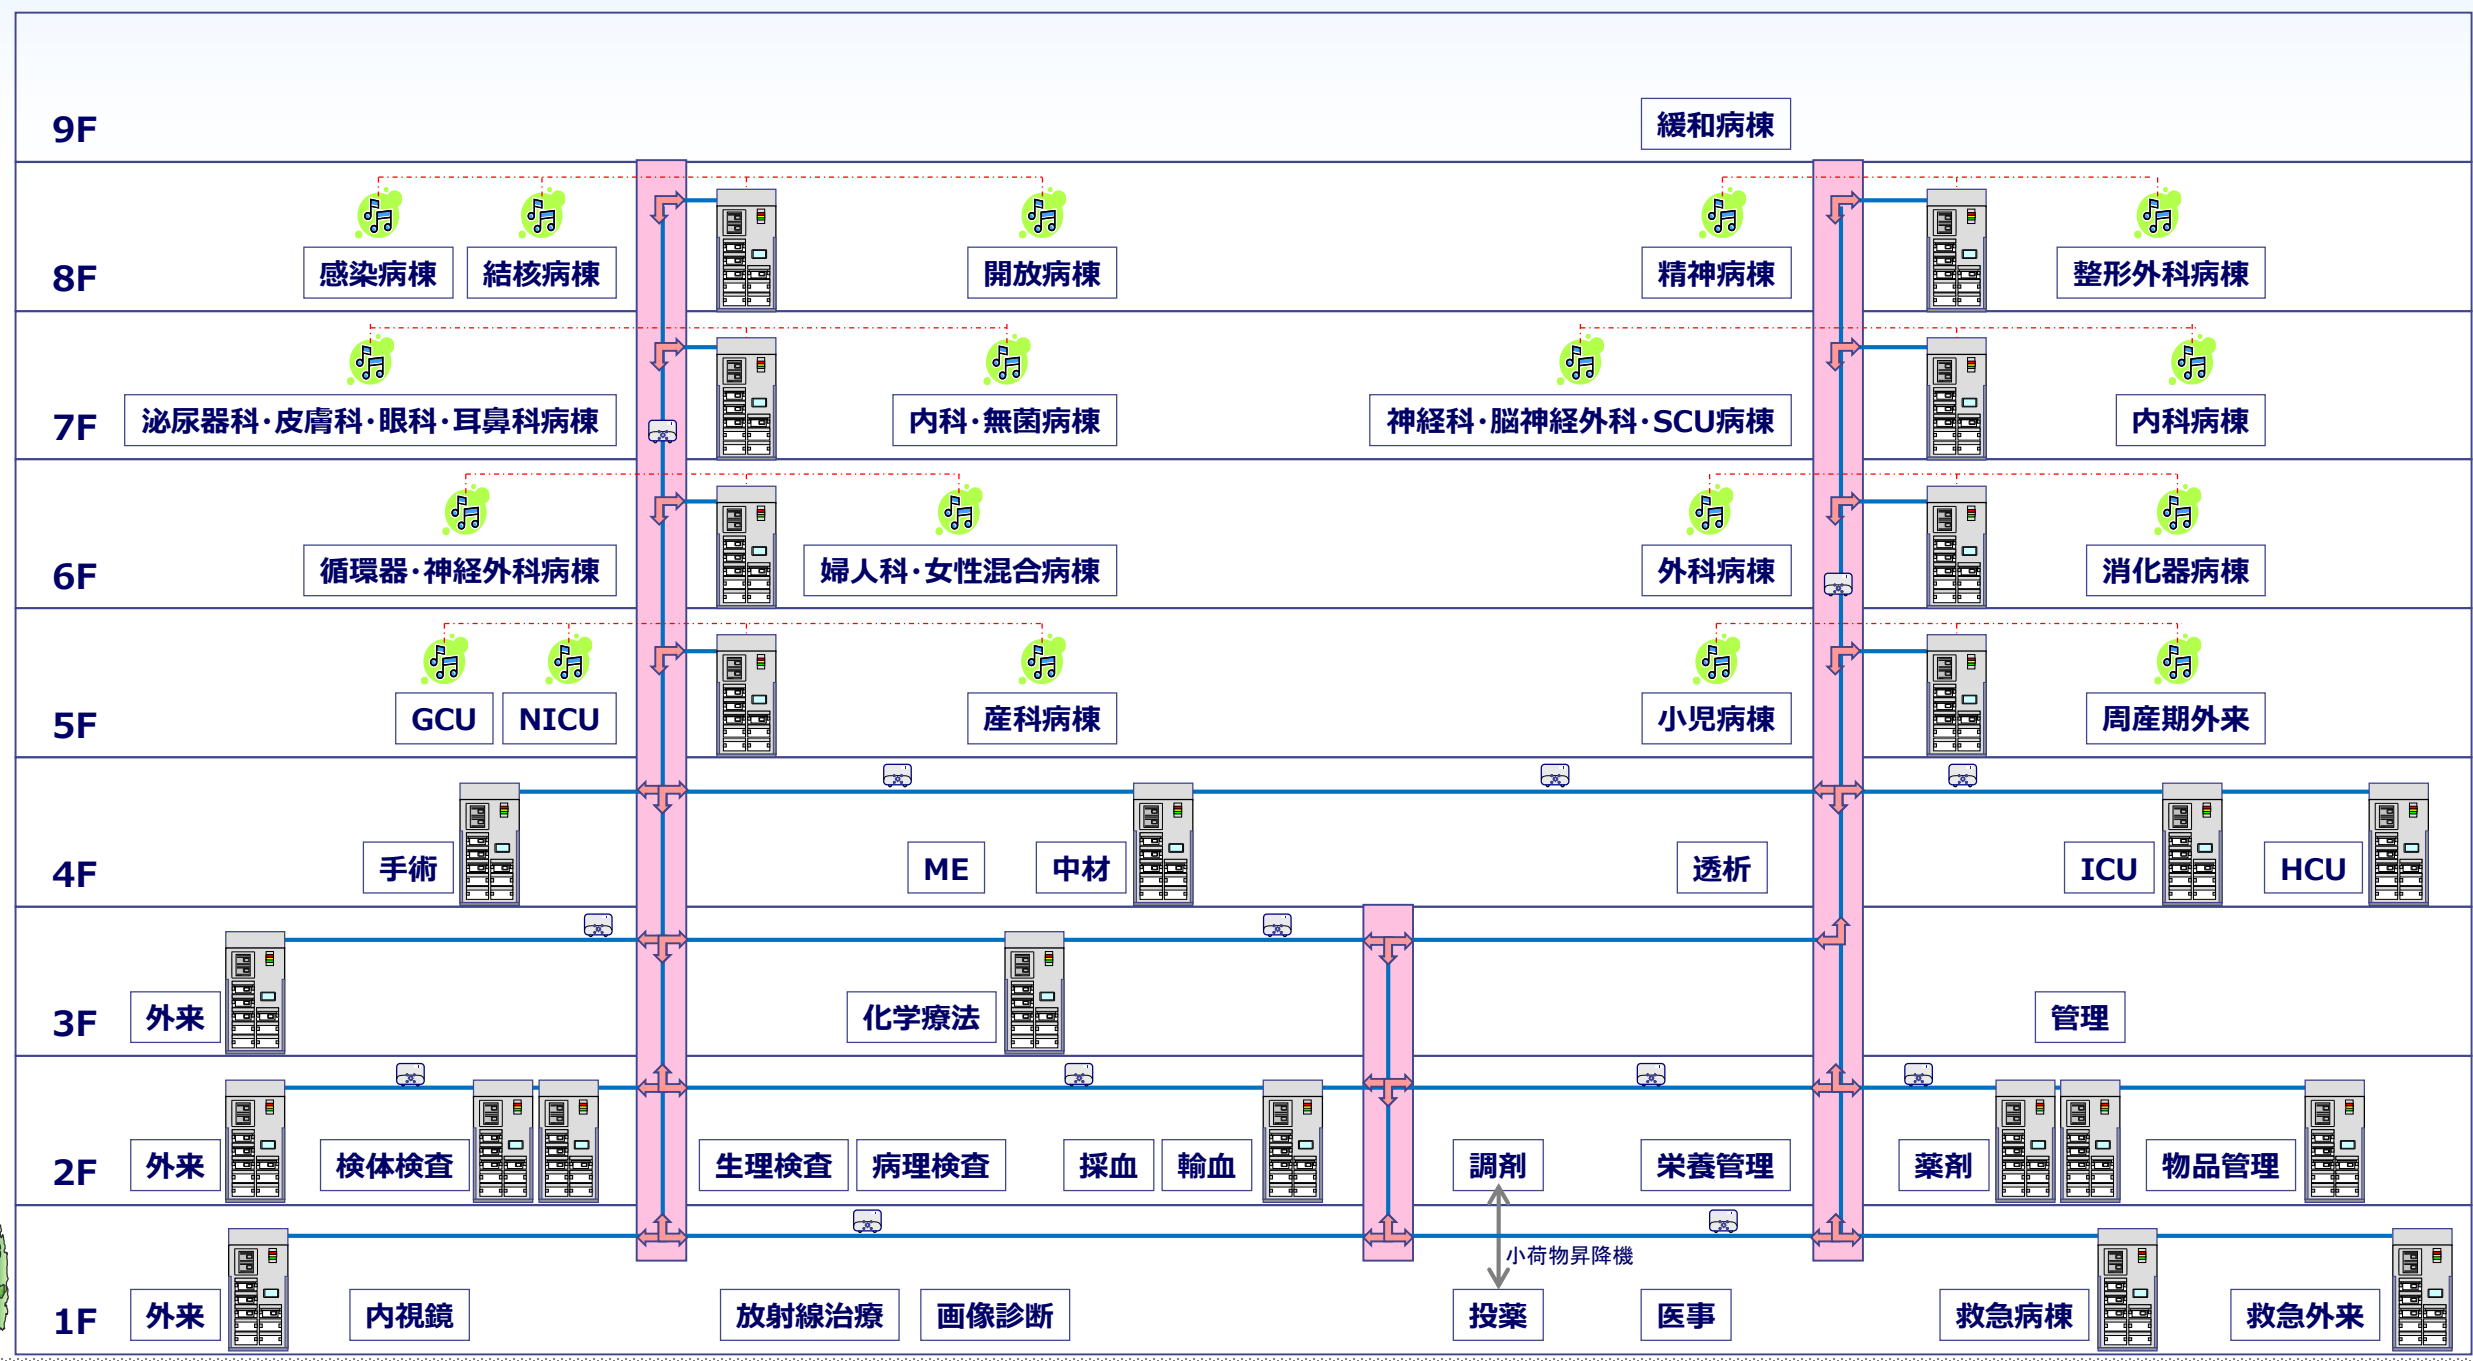 9F
緩和病棟
8F
感染病棟
結核病棟
開放病棟
精神病棟
整形外科病棟
7F
泌尿器科・皮膚科・眼科・耳鼻科病棟
内科・無菌病棟
神経科・脳神経外科・SCU病棟
内科病棟
6F
循環器・神経外科病棟
婦人科・女性混合病棟
外科病棟
消化器病棟
5F
GCU
NICU
産科病棟
小児病棟
周産期外来
4F
手術
ME
中材
透析
ICU
HCU
3F
外来
化学療法
管理
2F
外来
検体検査
生理検査
病理検査
採血
輸血
調剤
栄養管理
薬剤
物品管理
小荷物昇降機
1F
外来
内視鏡
放射線治療
画像診断
投薬
医事
救急病棟
救急外来